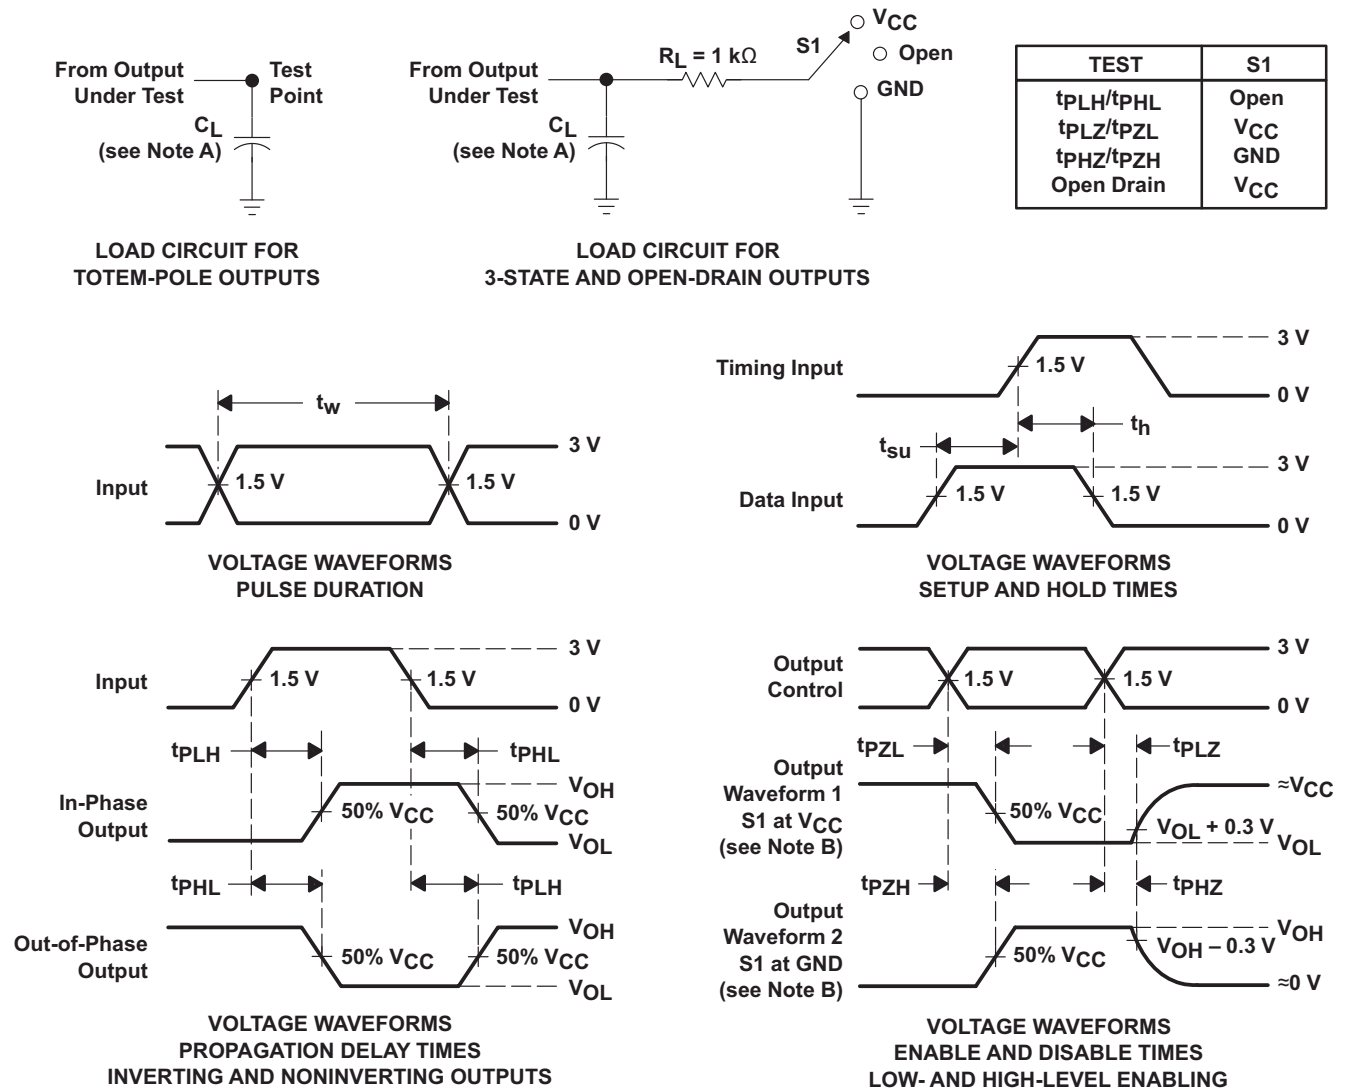 From Output
Under Test
Test
Point
CL
(see Note A)
LOAD CIRCUIT FOR
TOTEM-POLE OUTPUTS
From Output
Under Test
RL = 1 kΩ
S1
VCC
Open
GND
CL
(see Note A)
LOAD CIRCUIT FOR
3-STATE AND OPEN-DRAIN OUTPUTS
TEST S1
tPLH/tPHL Open
tPLZ/tPZL VCC
tPHZ/tPZH GND
Open Drain VCC
tw
Input
1.5 V
1.5 V
3 V
0 V
VOLTAGE WAVEFORMS
PULSE DURATION
Timing Input
1.5 V
3 V
0 V
th
tsu
Data Input
1.5 V
1.5 V
3 V
0 V
VOLTAGE WAVEFORMS
SETUP AND HOLD TIMES
Input
1.5 V
1.5 V
3 V
0 V
tPLH
tPHL
In-Phase
Output
50% VCC
50% VCC
VOH
VOL
tPHL
tPLH
Out-of-Phase
Output
50% VCC
50% VCC
VOH
VOL
VOLTAGE WAVEFORMS
PROPAGATION DELAY TIMES
INVERTING AND NONINVERTING OUTPUTS
Output
Control
1.5 V
1.5 V
3 V
0 V
tPZL
tPLZ
Output
Waveform 1
S1 at VCC
(see Note B)
50% VCC
VOL + 0.3 V
≈VCC
VOL
tPZH
tPHZ
Output
Waveform 2
S1 at GND
(see Note B)
50% VCC
VOH – 0.3 V
VOH
≈0 V
VOLTAGE WAVEFORMS
ENABLE AND DISABLE TIMES
LOW- AND HIGH-LEVEL ENABLING